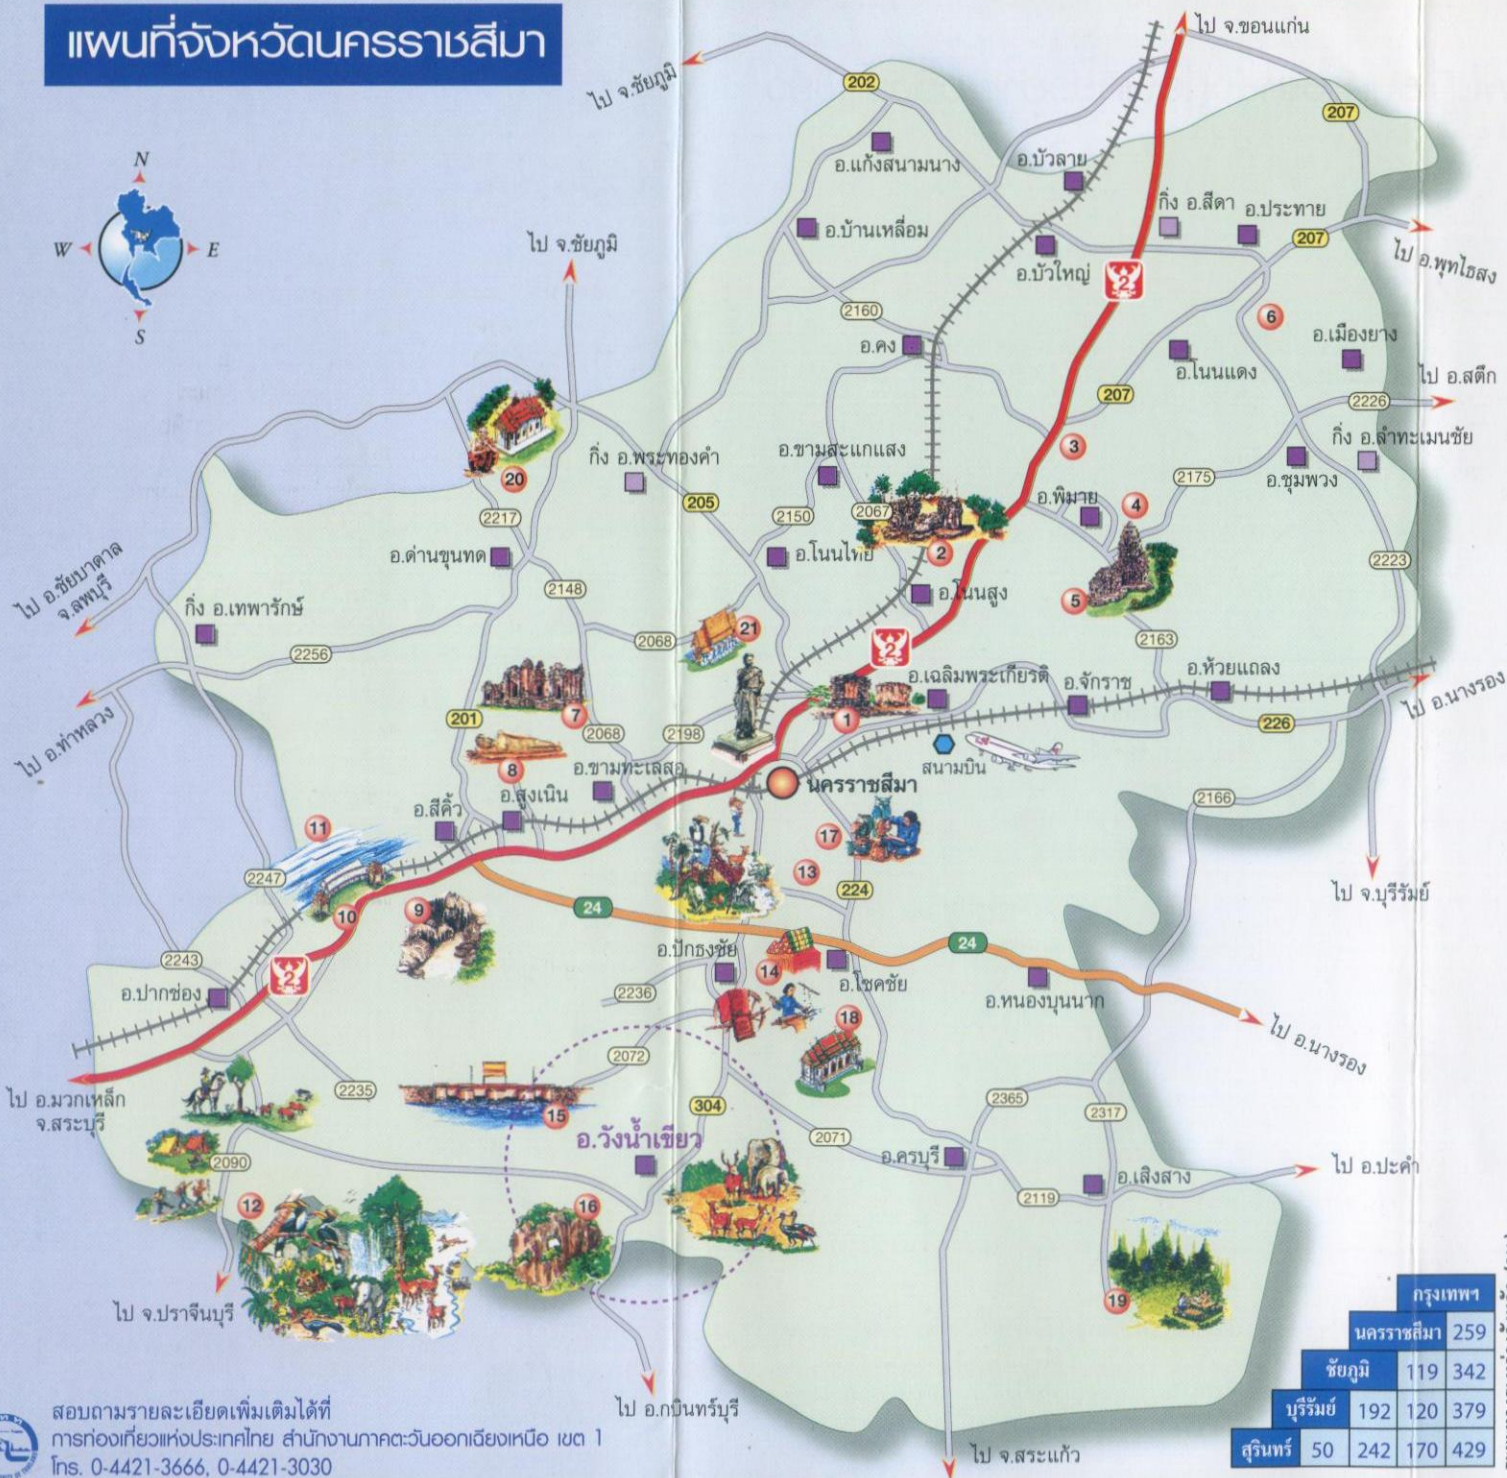 แผนที่จังหวัดนครราชสีมา
ไป จ.ขอนแก่น
ไป จ.ชัยภูมิ
202
207
อ.แก้งสนามนาง
อ.บัวลาย
N
W
E
S
กิ่ง อ.สีดา
อ.ประทาย
อ.บ้านเหลื่อม
207
ไป จ.ชัยภูมิ
อ.บัวใหญ่
2
ไป อ.พุทไธสง
2160
6
อ.คง
อ.เมืองยาง
อ.โนนแดง
ไป อ.สตึก
207
2226
กิ่ง อ.ลำทะเมนชัย
3
อ.ขามสะแกแสง
กิ่ง อ.พระทองคำ
20
อ.ชุมพวง
2175
205
อ.พิมาย
4
2217
2150
2067
2
อ.ด่านขุนทด
อ.โนนไทย
2223
ไป อ.ชัยบาดาล
จ.ลพบุรี
2148
อ.โนนสูง
5
กิ่ง อ.เทพารักษ์
21
2068
2
2163
2256
อ.เฉลิมพระเกียรติ
อ.จักราช
อ.ห้วยแถลง
ไป อ.นางรอง
201
7
2068
2198
1
226
ไป อ.ท่าหลวง
8
อ.ขามทะเลสอ
สนามบิน
นครราชสีมา
อ.สูงเนิน
อ.สีคิ้ว
2166
11
17
13
2247
224
ไป จ.บุรีรัมย์
10
9
24
24
2243
2
อ.ปักธงชัย
14
อ.โชคชัย
อ.ปากช่อง
2236
อ.หนองบุนนาก
18
ไป อ.นางรอง
2072
2235
ไป อ.มวกเหล็ก
จ.สระบุรี
15
304
2365
2317
อ.วังน้ำเขียว
2071
2090
อ.ครบุรี
อ.เสิงสาง
ไป อ.ปะคำ
2119
12
16
19
ไป จ.ปราจีนบุรี
ไป อ.กบินทร์บุรี
ไป จ.สระแก้ว
กรุงเทพฯ
นครราชสีมา 259
ชัยภูมิ 119 342
บุรีรัมย์ 192 120 379
สุรินทร์ 50 242 170 429
สอบถามรายละเอียดเพิ่มเติมได้ที่
การท่องเที่ยวแห่งประเทศไทย สำนักงานภาคตะวันออกเฉียงเหนือ เขต 1
โทร. 0-4421-3666, 0-4421-3030